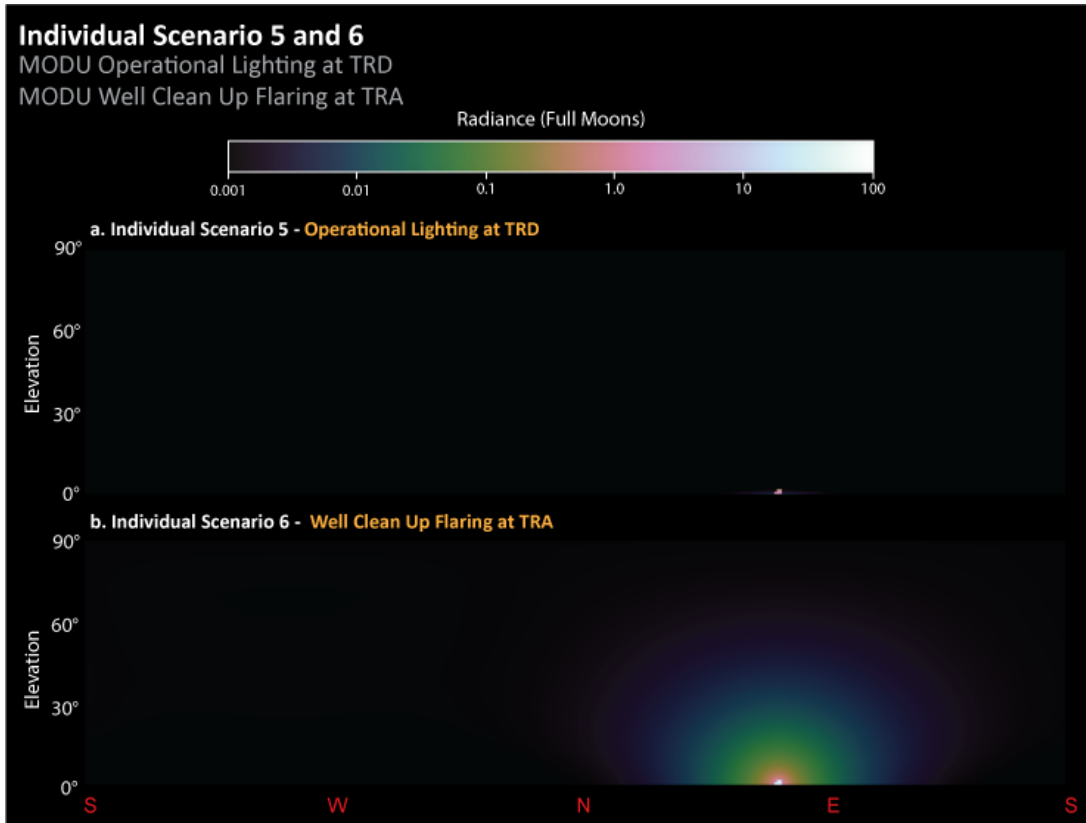 Individual Scenario 5 and 6
MODU Operational Lighting at TRD
MODU Well Clean Up Flaring at TRA
Radiance (Full Moons)
0.001 0.01 0.1 1.0 10 100
a. Individual Scenario 5 - Operational Lighting at TRD
90°
60°
30°
0°
Elevation
b. Individual Scenario 6 - Well Clean Up Flaring at TRA
90°
60°
30°
0°
Elevation
S W N E S